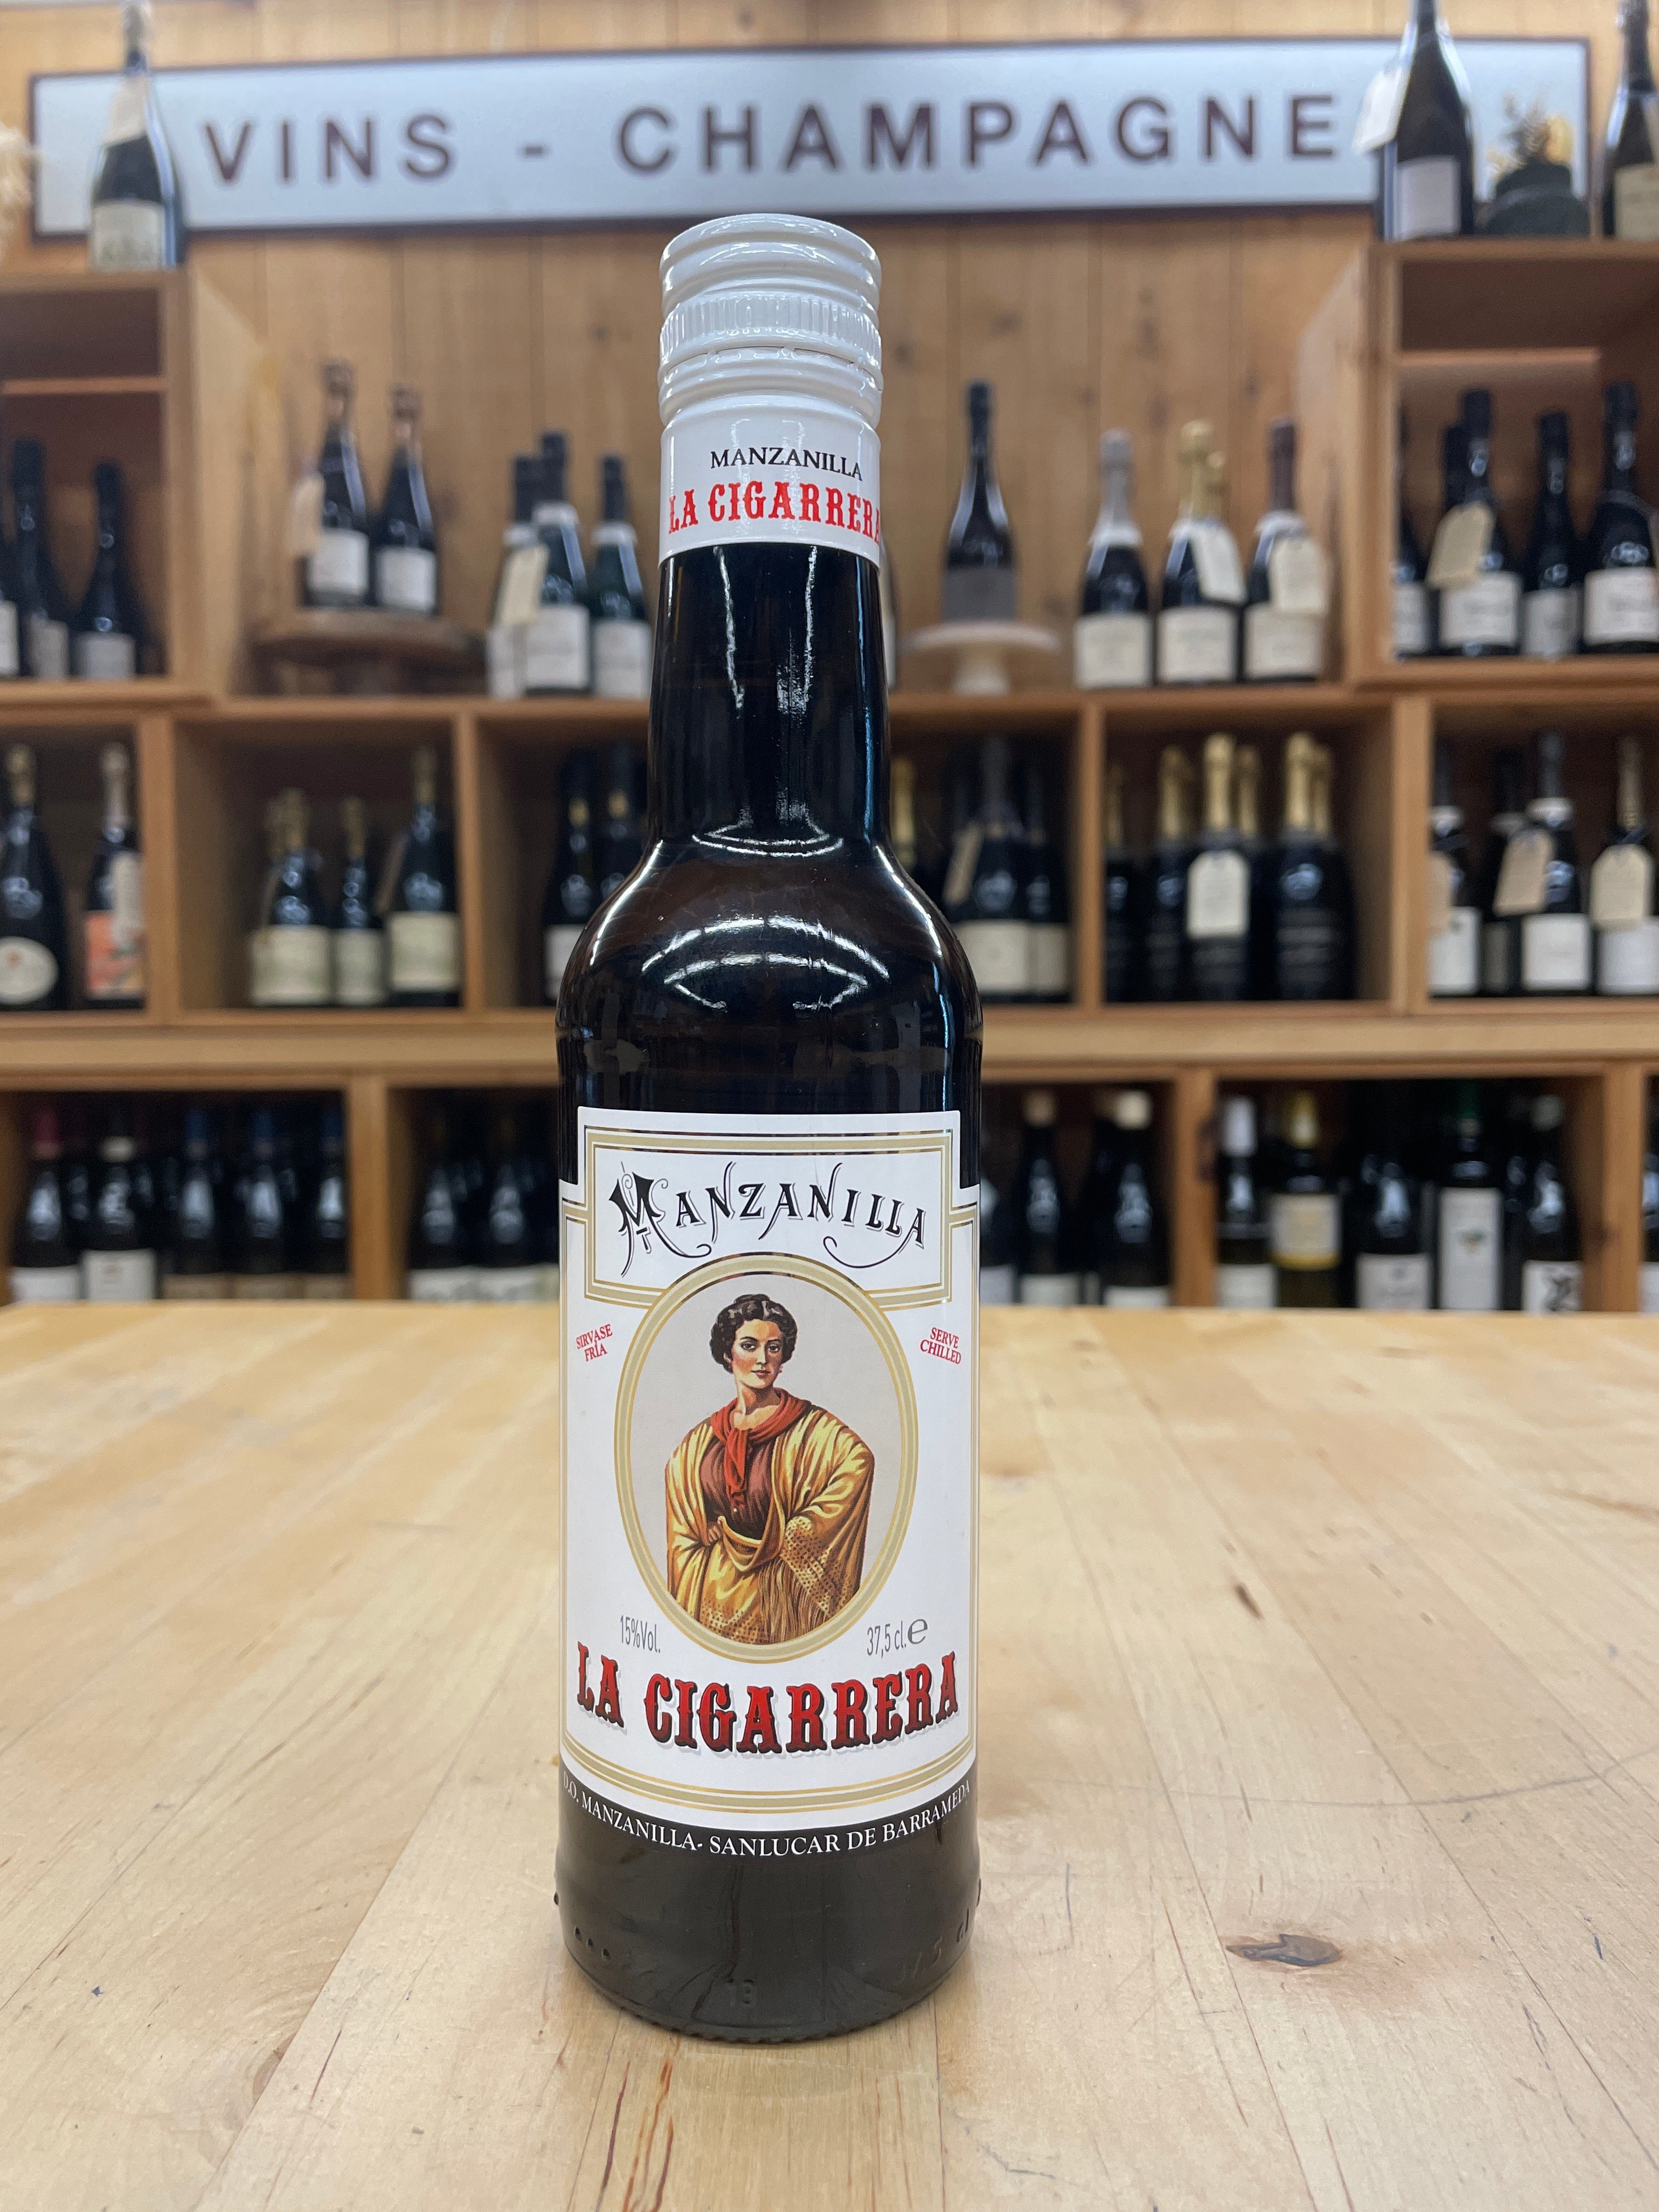 VINS - CHAMPAGNE
MANZANILLA
LA CIGARRERA
MANZANILLA
SIRVASE
FRÍA
SERVE
CHILLED
15%Vol.
37,5 cl.e
LA CIGARRERA
D.O. MANZANILLA- SANLUCAR DE BARRAMEDA